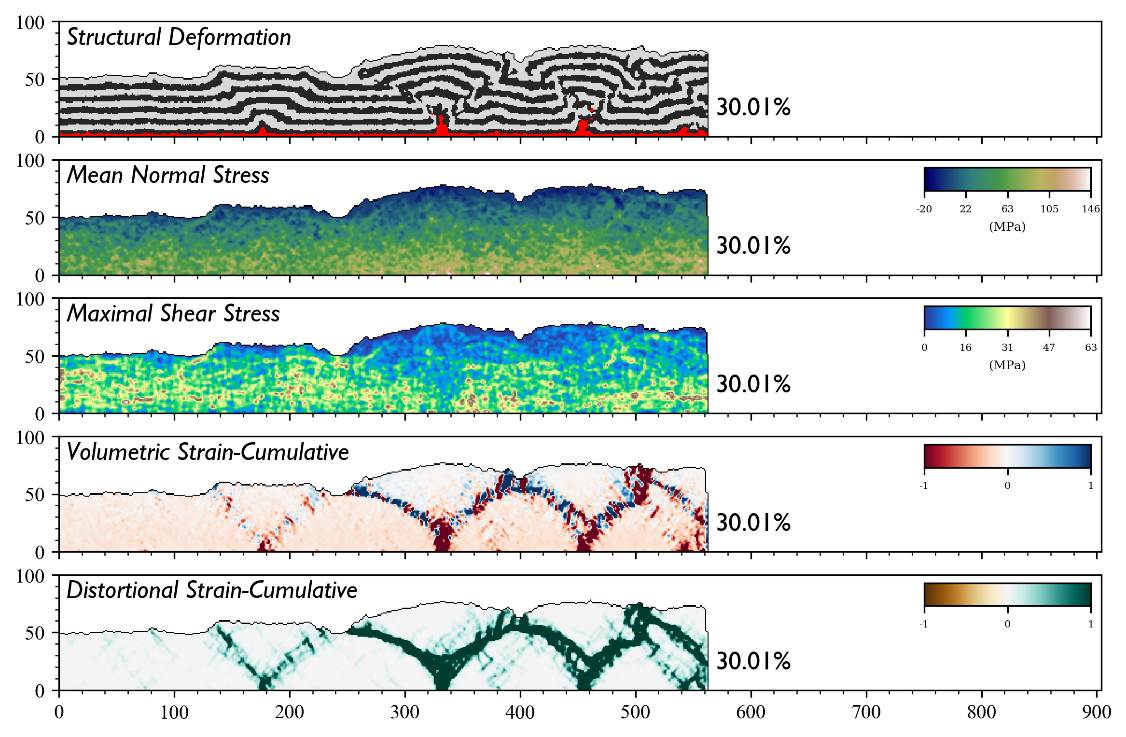 100
Structural Deformation
50
30.01%
0
100
Mean Normal Stress
-20 22 63 105 146
50
(MPa)
30.01%
0
100
Maximal Shear Stress
0 16 31 47 63
50
(MPa)
30.01%
0
100
Volumetric Strain-Cumulative
-1 0 1
50
30.01%
0
100
Distortional Strain-Cumulative
-1 0 1
50
30.01%
0
0 100 200 300 400 500 600 700 800 900